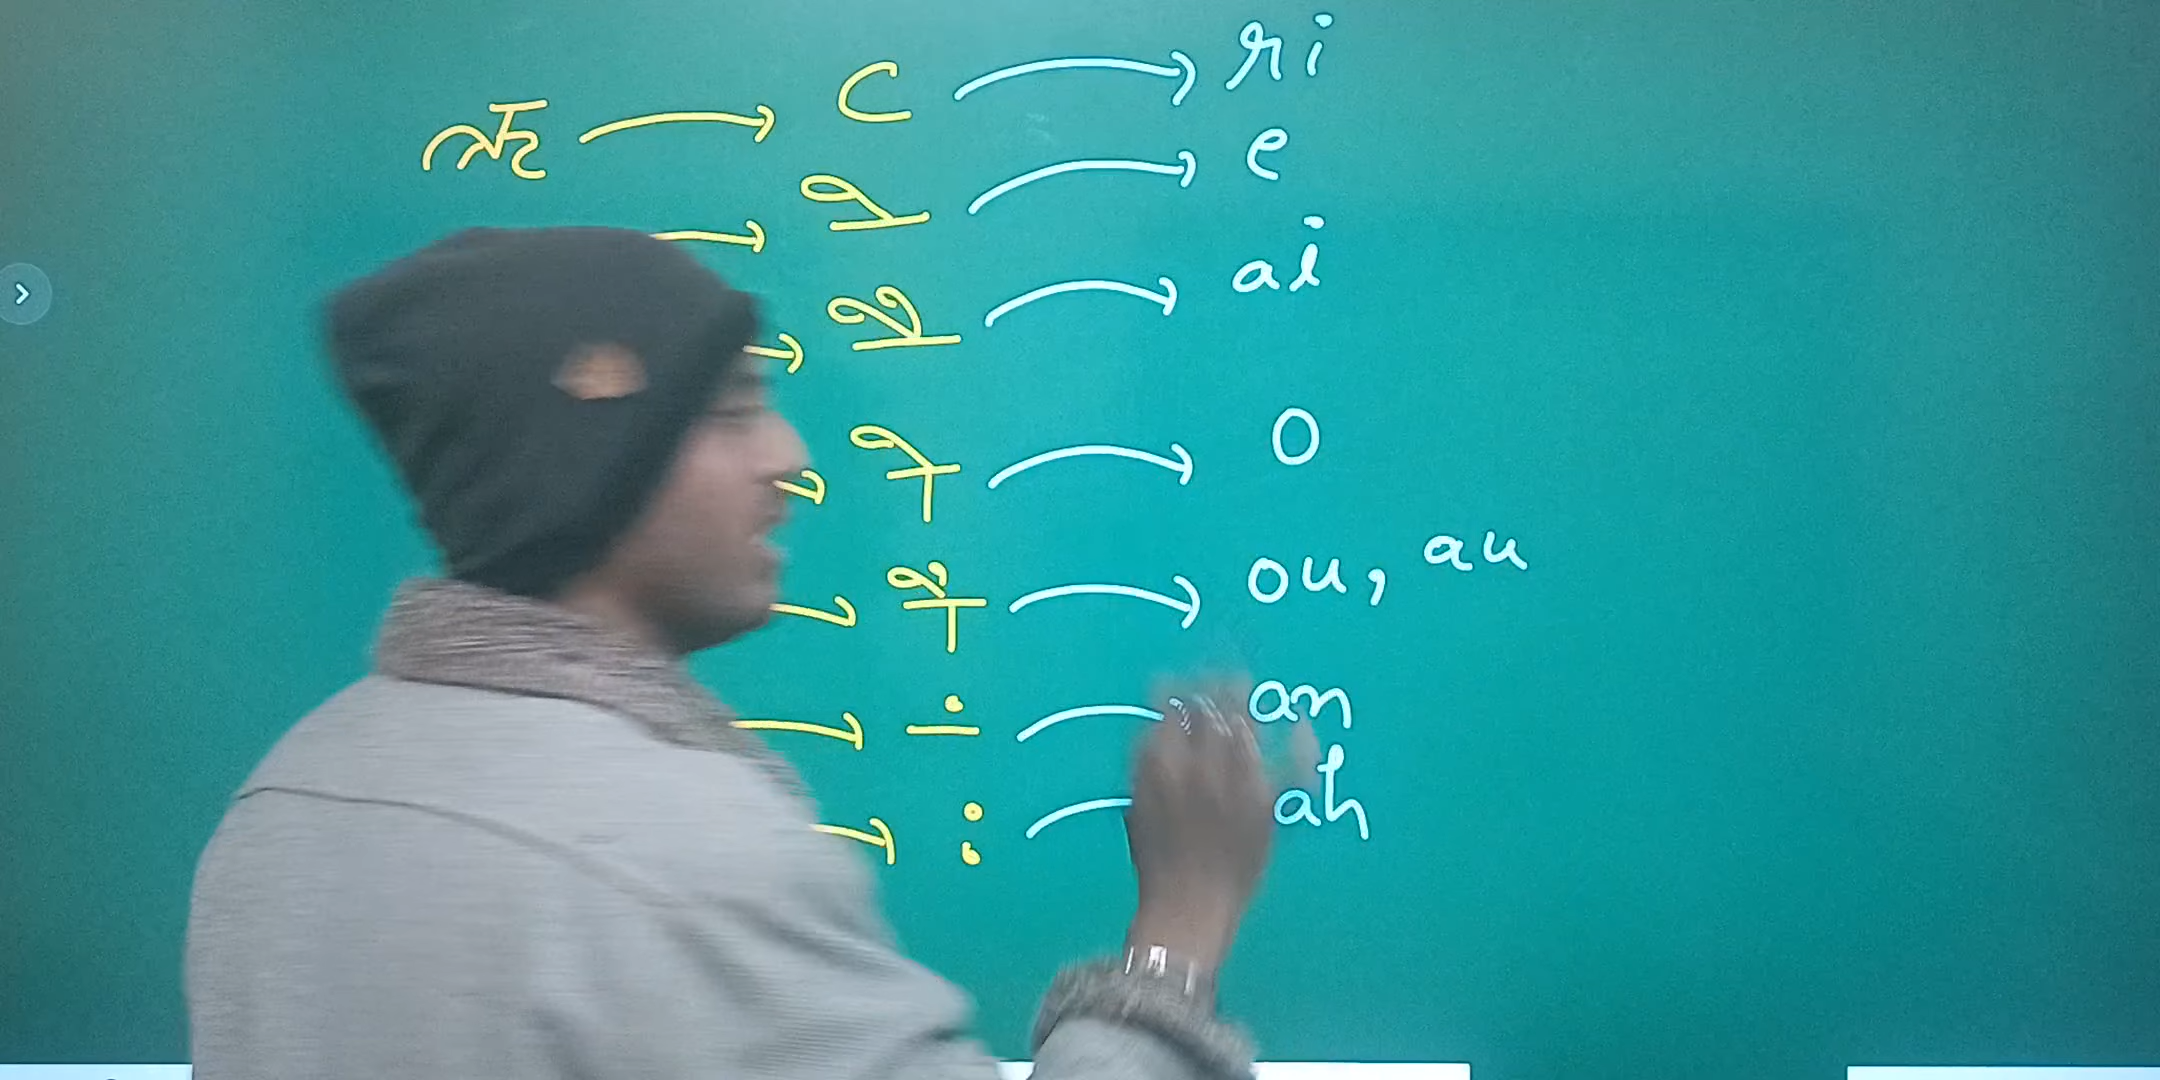 ऋ → ृ → ri
→ े → e
→ ै → ai
→ ो → o
→ ौ → ou, au
→ ं → an
→ ः → ah